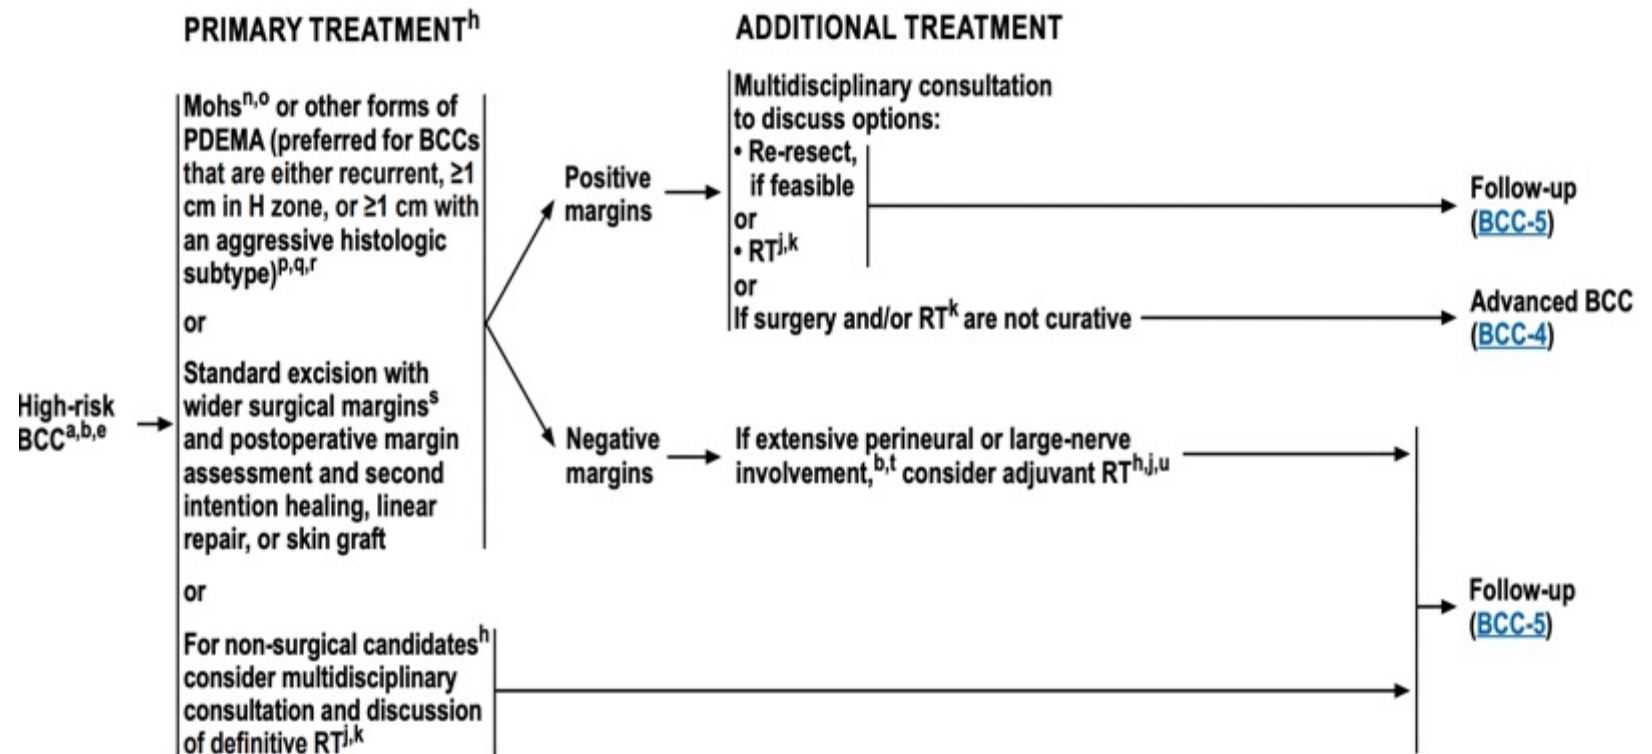 PRIMARY TREATMENTh
ADDITIONAL TREATMENT
High-risk
BCCa,b,e
Mohsn,o or other forms of
PDEMA (preferred for BCCs
that are either recurrent, ≥1
cm in H zone, or ≥1 cm with
an aggressive histologic
subtype)p,q,r
or
Standard excision with
wider surgical marginss
and postoperative margin
assessment and second
intention healing, linear
repair, or skin graft
or
For non-surgical candidatesh
consider multidisciplinary
consultation and discussion
of definitive RTj,k
Positive
margins
Multidisciplinary consultation
to discuss options:
• Re-resect,
if feasible
or
• RTj,k
or
If surgery and/or RTk are not curative
Follow-up
(BCC-5)
Advanced BCC
(BCC-4)
Negative
margins
If extensive perineural or large-nerve
involvement,b,t consider adjuvant RTh,j,u
Follow-up
(BCC-5)